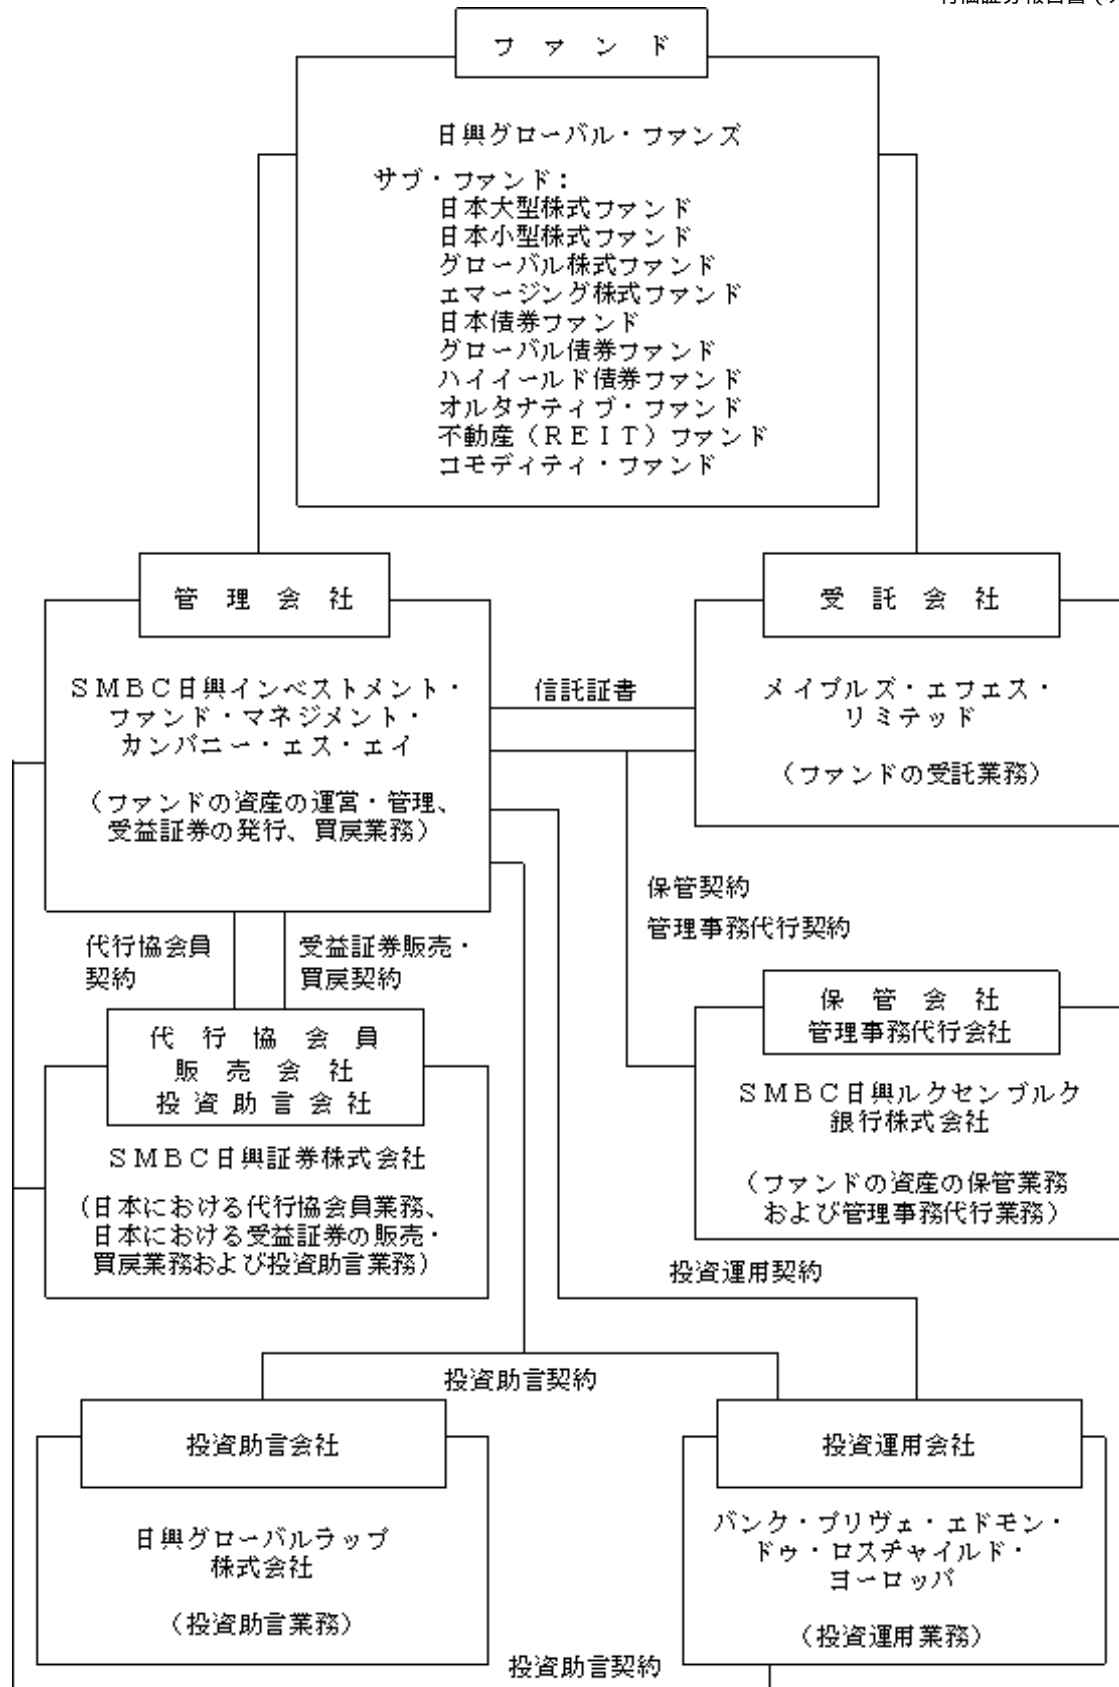 ファンド
日興グローバル・ファンズ
サブ・ファンド：
日本大型株式ファンド
日本小型株式ファンド
グローバル株式ファンド
エマージング株式ファンド
日本債券ファンド
グローバル債券ファンド
ハイイールド債券ファンド
オルタナティブ・ファンド
不動産（ＲＥＩＴ）ファンド
コモディティ・ファンド
管理会社
ＳＭＢＣ日興インベストメント・
ファンド・マネジメント・
カンパニー・エス・エイ
（ファンドの資産の運営・管理、
受益証券の発行、買戻業務）
信託証書
受託会社
メイプルズ・エフエス・
リミテッド
（ファンドの受託業務）
保管契約
管理事務代行契約
代行協会員
契約
受益証券販売・
買戻契約
代行協会員
販売会社
投資助言会社
ＳＭＢＣ日興証券株式会社
（日本における代行協会員業務、
日本における受益証券の販売・
買戻業務および投資助言業務）
保管会社
管理事務代行会社
ＳＭＢＣ日興ルクセンブルク
銀行株式会社
（ファンドの資産の保管業務
および管理事務代行業務）
投資運用契約
投資助言契約
投資助言会社
日興グローバルラップ
株式会社
（投資助言業務）
投資運用会社
バンク・プリヴェ・エドモン・
ドゥ・ロスチャイルド・
ヨーロッパ
（投資運用業務）
投資助言契約